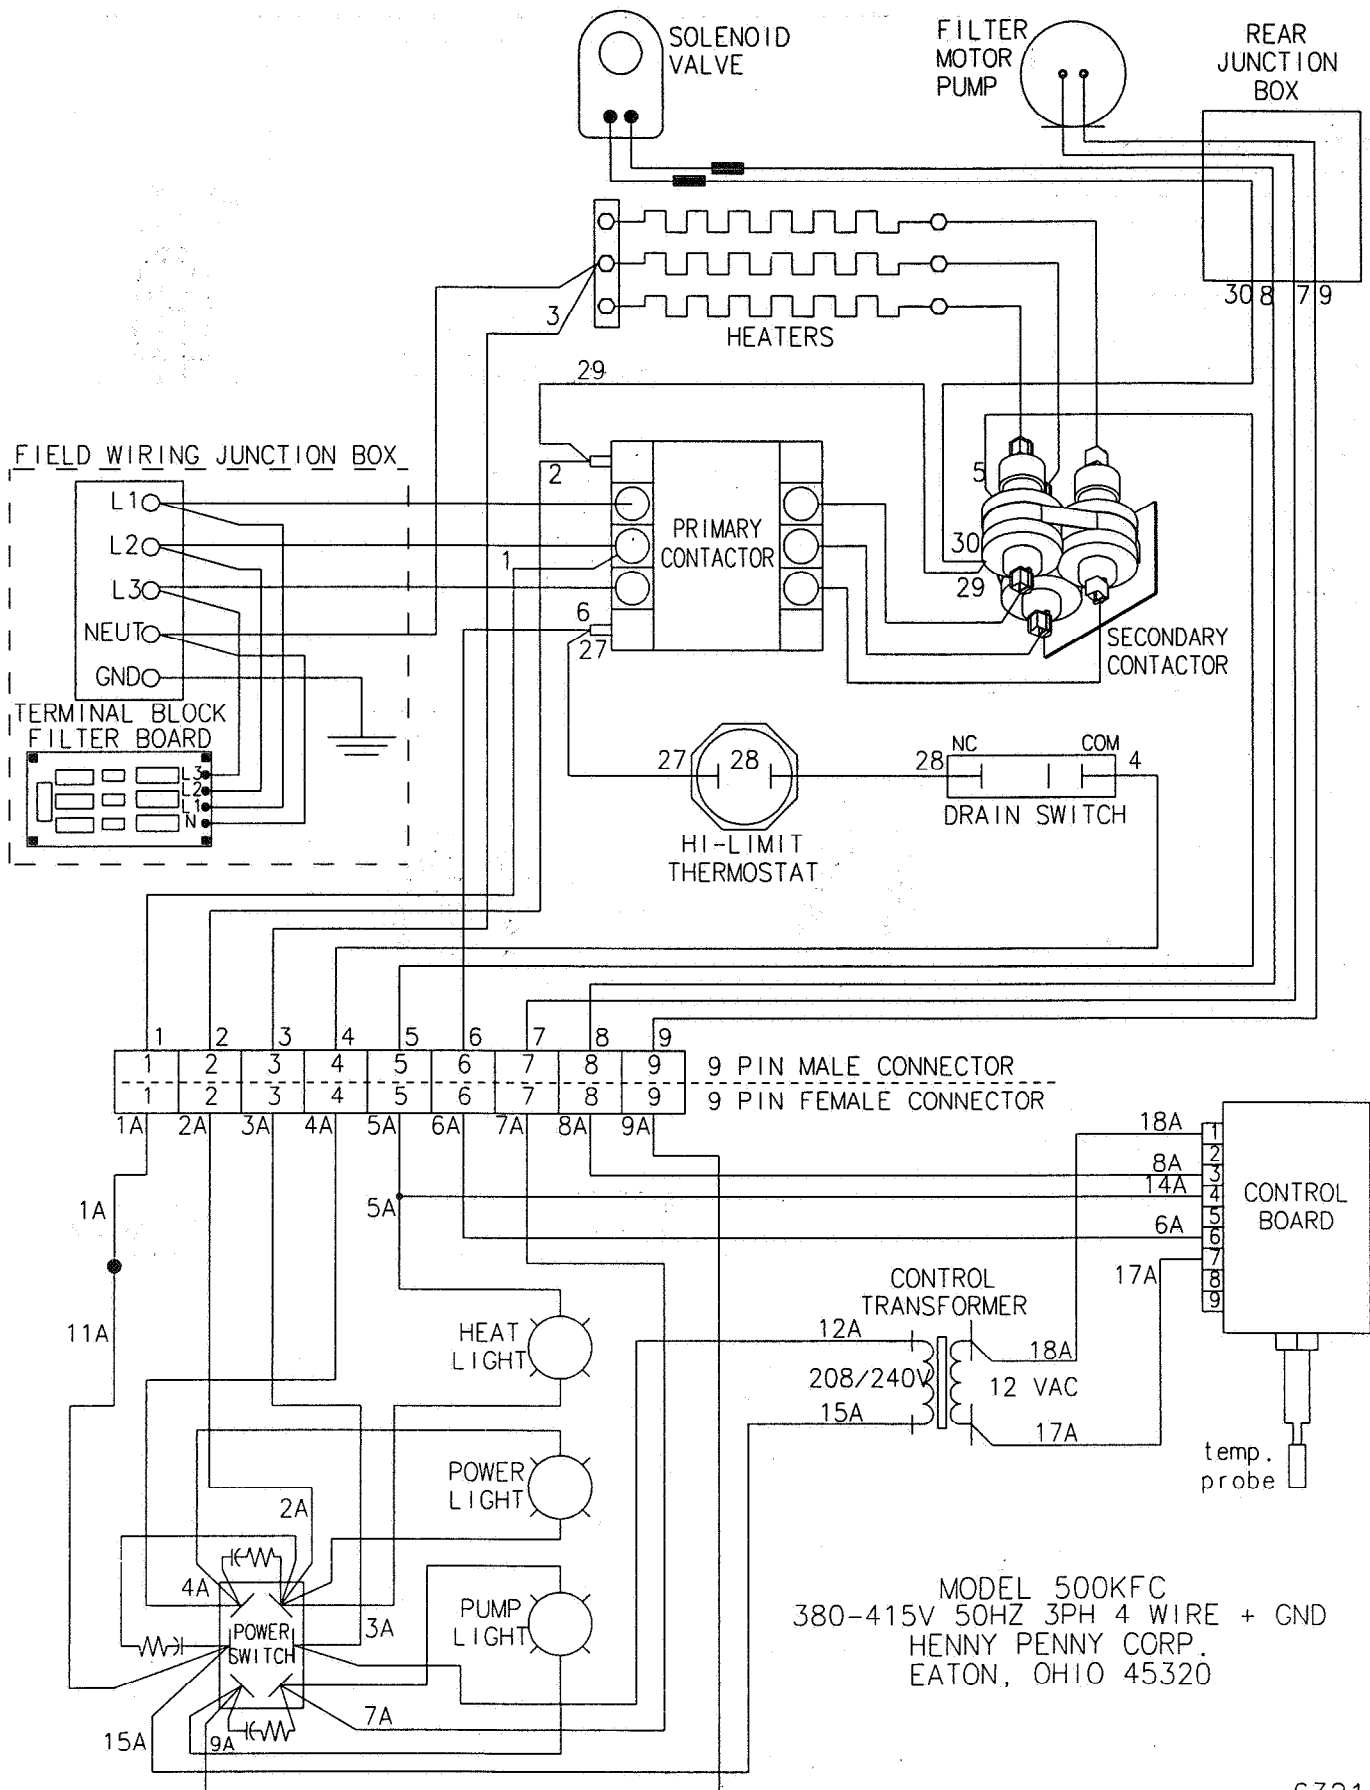 SOLENOID
VALVE
FILTER
MOTOR
PUMP
REAR
JUNCTION
BOX
30 8 7 9
3
HEATERS
29
FIELD WIRING JUNCTION BOX
2
5
L1
L2
L3
NEUT
GND
1
PRIMARY
CONTACTOR
30
29
6
27
SECONDARY
CONTACTOR
TERMINAL BLOCK
FILTER BOARD
L3
L2
L1
N
27
28
28
NC
COM
4
DRAIN SWITCH
HI-LIMIT
THERMOSTAT
1 2 3 4 5 6 7 8 9
1 2 3 4 5 6 7 8 9
9 PIN MALE CONNECTOR
1 2 3 4 5 6 7 8 9
9 PIN FEMALE CONNECTOR
1A 2A 3A 4A 5A 6A 7A 8A 9A
18A
8A
14A
6A
17A
1
2
3
4
5
6
7
8
9
CONTROL
BOARD
1A
5A
11A
CONTROL
TRANSFORMER
12A
208/240V
15A
18A
12 VAC
17A
HEAT
LIGHT
temp.
probe
POWER
LIGHT
2A
4A
POWER
SWITCH
3A
PUMP
LIGHT
7A
15A
9A
MODEL 500KFC
380-415V 50HZ 3PH 4 WIRE + GND
HENNY PENNY CORP.
EATON, OHIO 45320